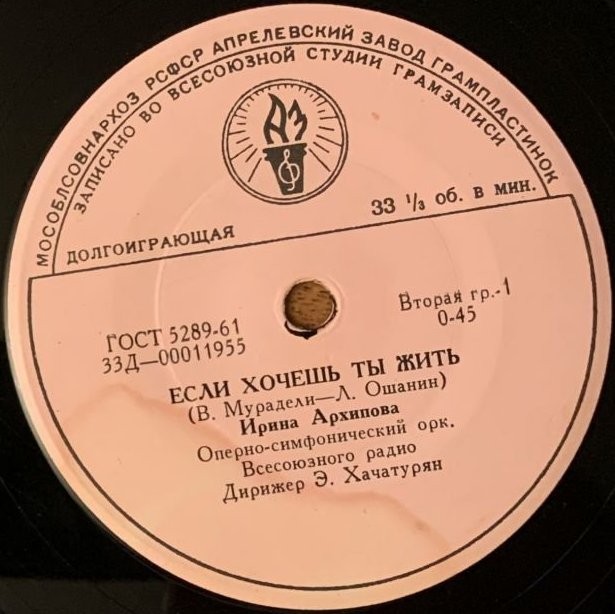 МОСОБЛСОВНАРХОЗ РСФСР АПРЕЛЕВСКИЙ ЗАВОД ГРАМПЛАСТИНОК
ЗАПИСАНО ВО ВСЕСОЮЗНОЙ СТУДИИ ГРАМЗАПИСИ
АЗ
ДОЛГОИГРАЮЩАЯ
33 1/3 об. в мин.
ГОСТ 5289-61
33Д—00011955
Вторая гр.-1
0-45
ЕСЛИ ХОЧЕШЬ ТЫ ЖИТЬ
(В. Мурадели—Л. Ошанин)
Ирина Архипова
Оперно-симфонический орк.
Всесоюзного радио
Дирижер Э. Хачатурян